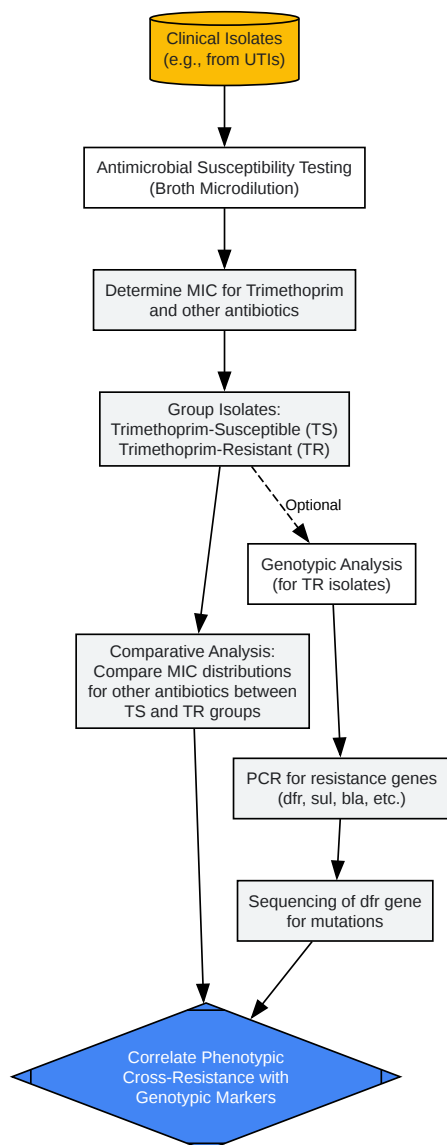 Clinical Isolates
(e.g., from UTIs)
Antimicrobial Susceptibility Testing
(Broth Microdilution)
Determine MIC for Trimethoprim
and other antibiotics
Group Isolates:
Trimethoprim-Susceptible (TS)
Trimethoprim-Resistant (TR)
Optional
Genotypic Analysis
(for TR isolates)
Comparative Analysis:
Compare MIC distributions
for other antibiotics between
TS and TR groups
PCR for resistance genes
(dfr, sul, bla, etc.)
Sequencing of dfr gene
for mutations
Correlate Phenotypic
Cross-Resistance with
Genotypic Markers